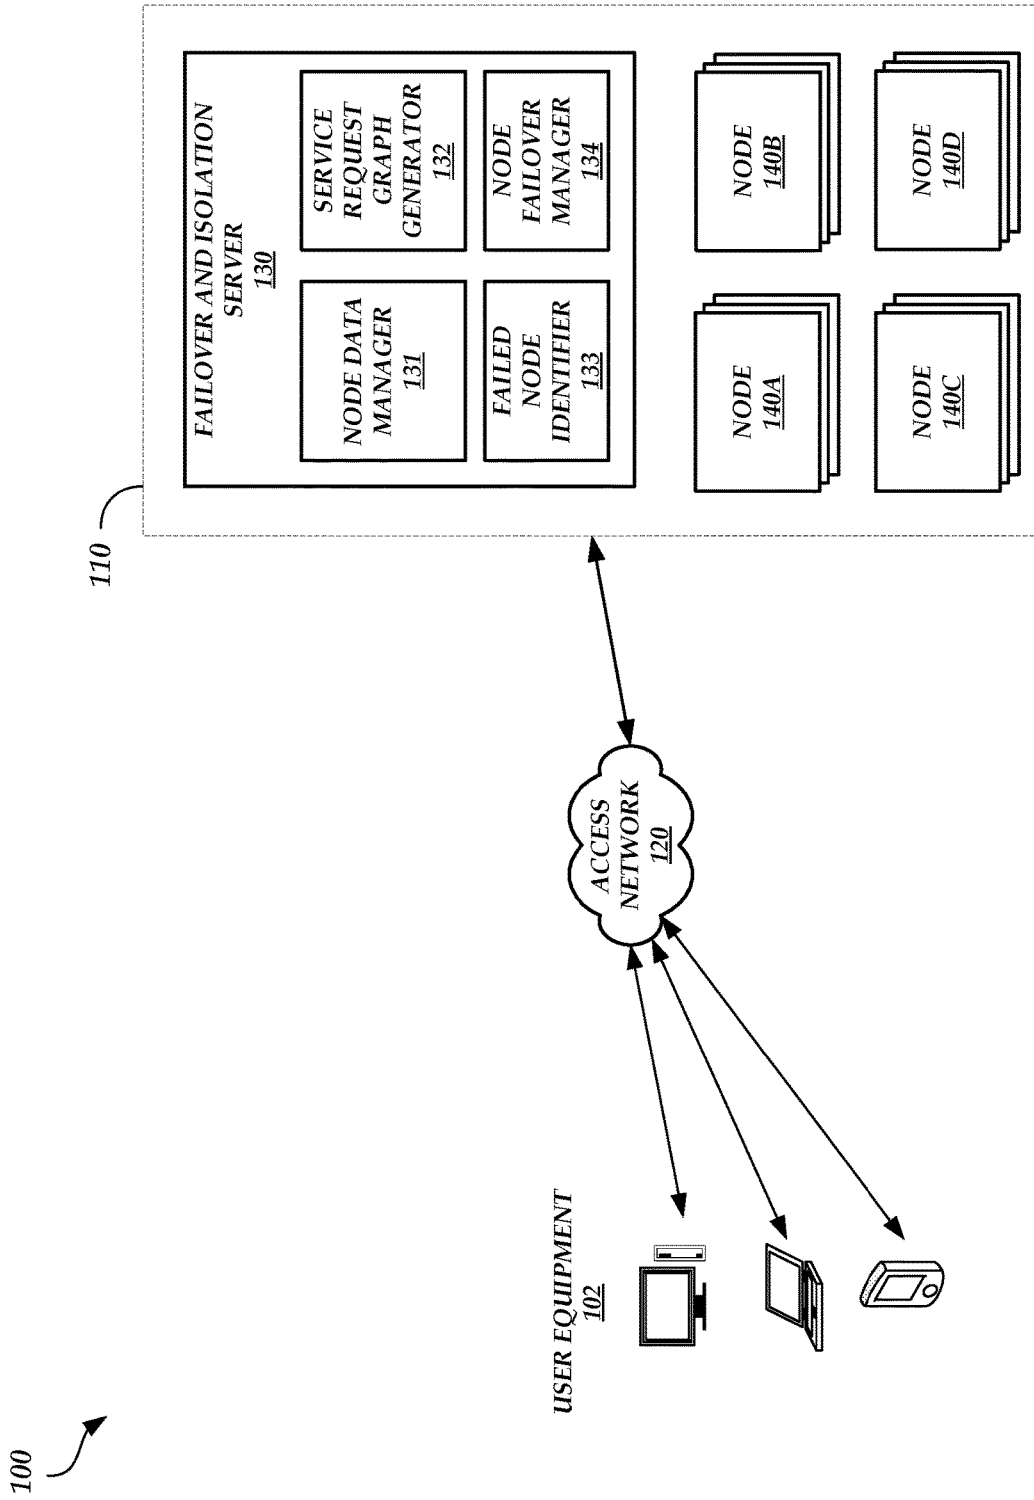 100
USER EQUIPMENT
102
ACCESS
NETWORK
120
110
FAILOVER AND ISOLATION
SERVER
130
NODE DATA
MANAGER
131
SERVICE
REQUEST
GRAPH
GENERATOR
132
FAILED
NODE
IDENTIFIER
133
NODE
FAILOVER
MANAGER
134
NODE
140A
NODE
140B
NODE
140C
NODE
140D